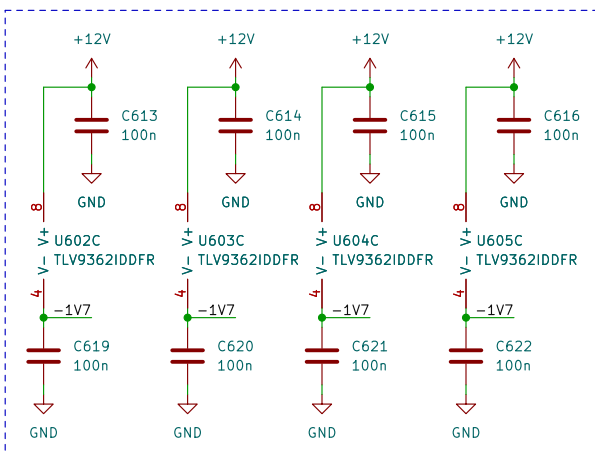 +12V +12V +12V +12V
C613 C614 C615 C616
100n 100n 100n 100n
GND GND GND GND
8 8 8 8
V+ U602C V+ U603C V+ U604C V+ U605C
V- TLV9362IDDFR V- TLV9362IDDFR V- TLV9362IDDFR V- TLV9362IDDFR
4 4 4 4
-1V7 -1V7 -1V7 -1V7
C619 C620 C621 C622
100n 100n 100n 100n
GND GND GND GND